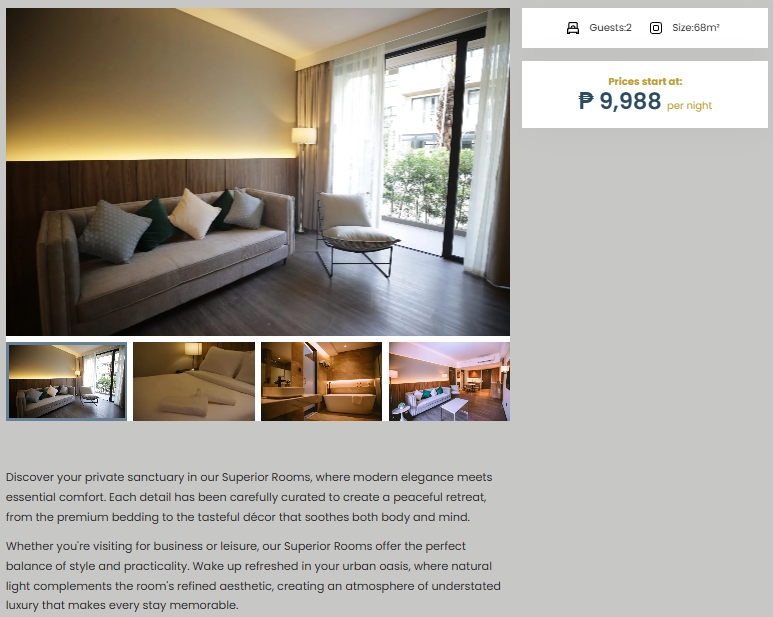 Guests:2
Size:68m²
Prices start at:
₱ 9,988 per night
Discover your private sanctuary in our Superior Rooms, where modern elegance meets
essential comfort. Each detail has been carefully curated to create a peaceful retreat,
from the premium bedding to the tasteful décor that soothes both body and mind.
Whether you're visiting for business or leisure, our Superior Rooms offer the perfect
balance of style and practicality. Wake up refreshed in your urban oasis, where natural
light complements the room's refined aesthetic, creating an atmosphere of understated
luxury that makes every stay memorable.